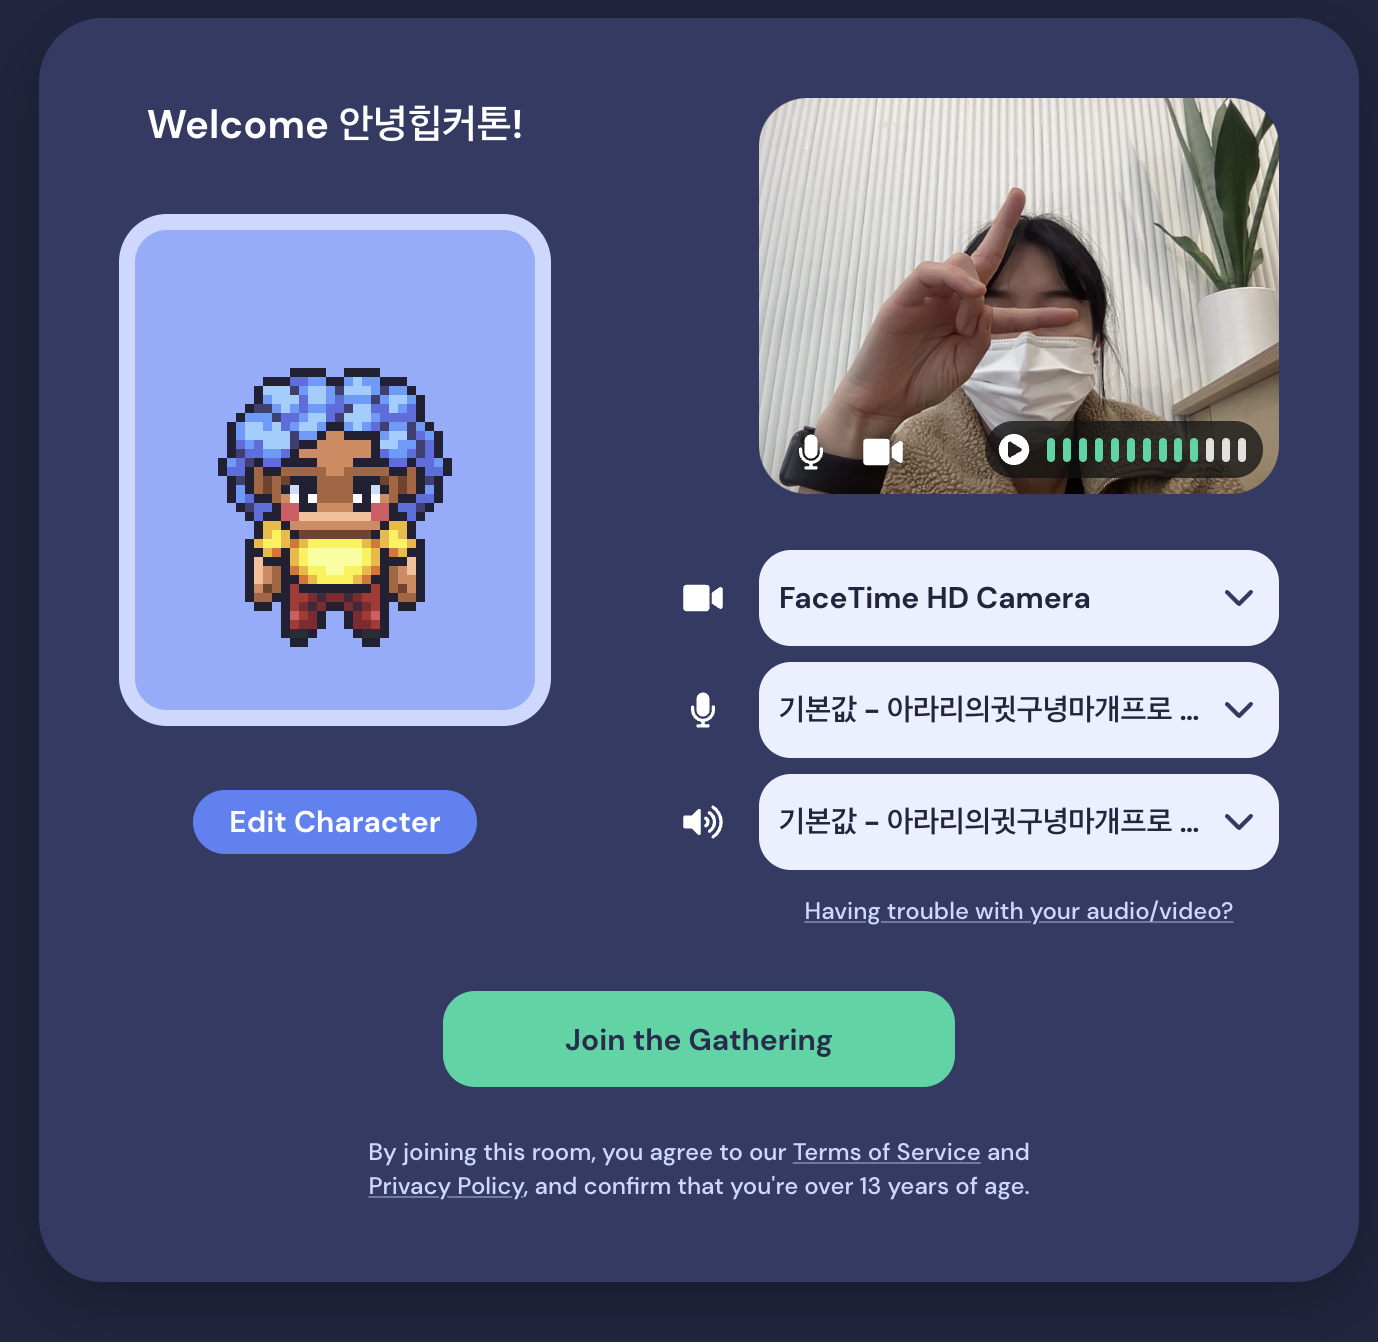 Welcome 안녕힙커톤!
Edit Character
FaceTime HD Camera
기본값 - 아라리의귓구녕마개프로 ...
기본값 - 아라리의귓구녕마개프로 ...
Having trouble with your audio/video?
Join the Gathering
By joining this room, you agree to our Terms of Service and
Privacy Policy, and confirm that you're over 13 years of age.